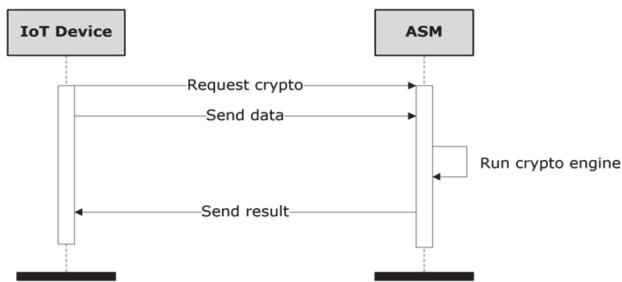 IoT Device
ASM
Request crypto
Send data
Run crypto engine
Send result